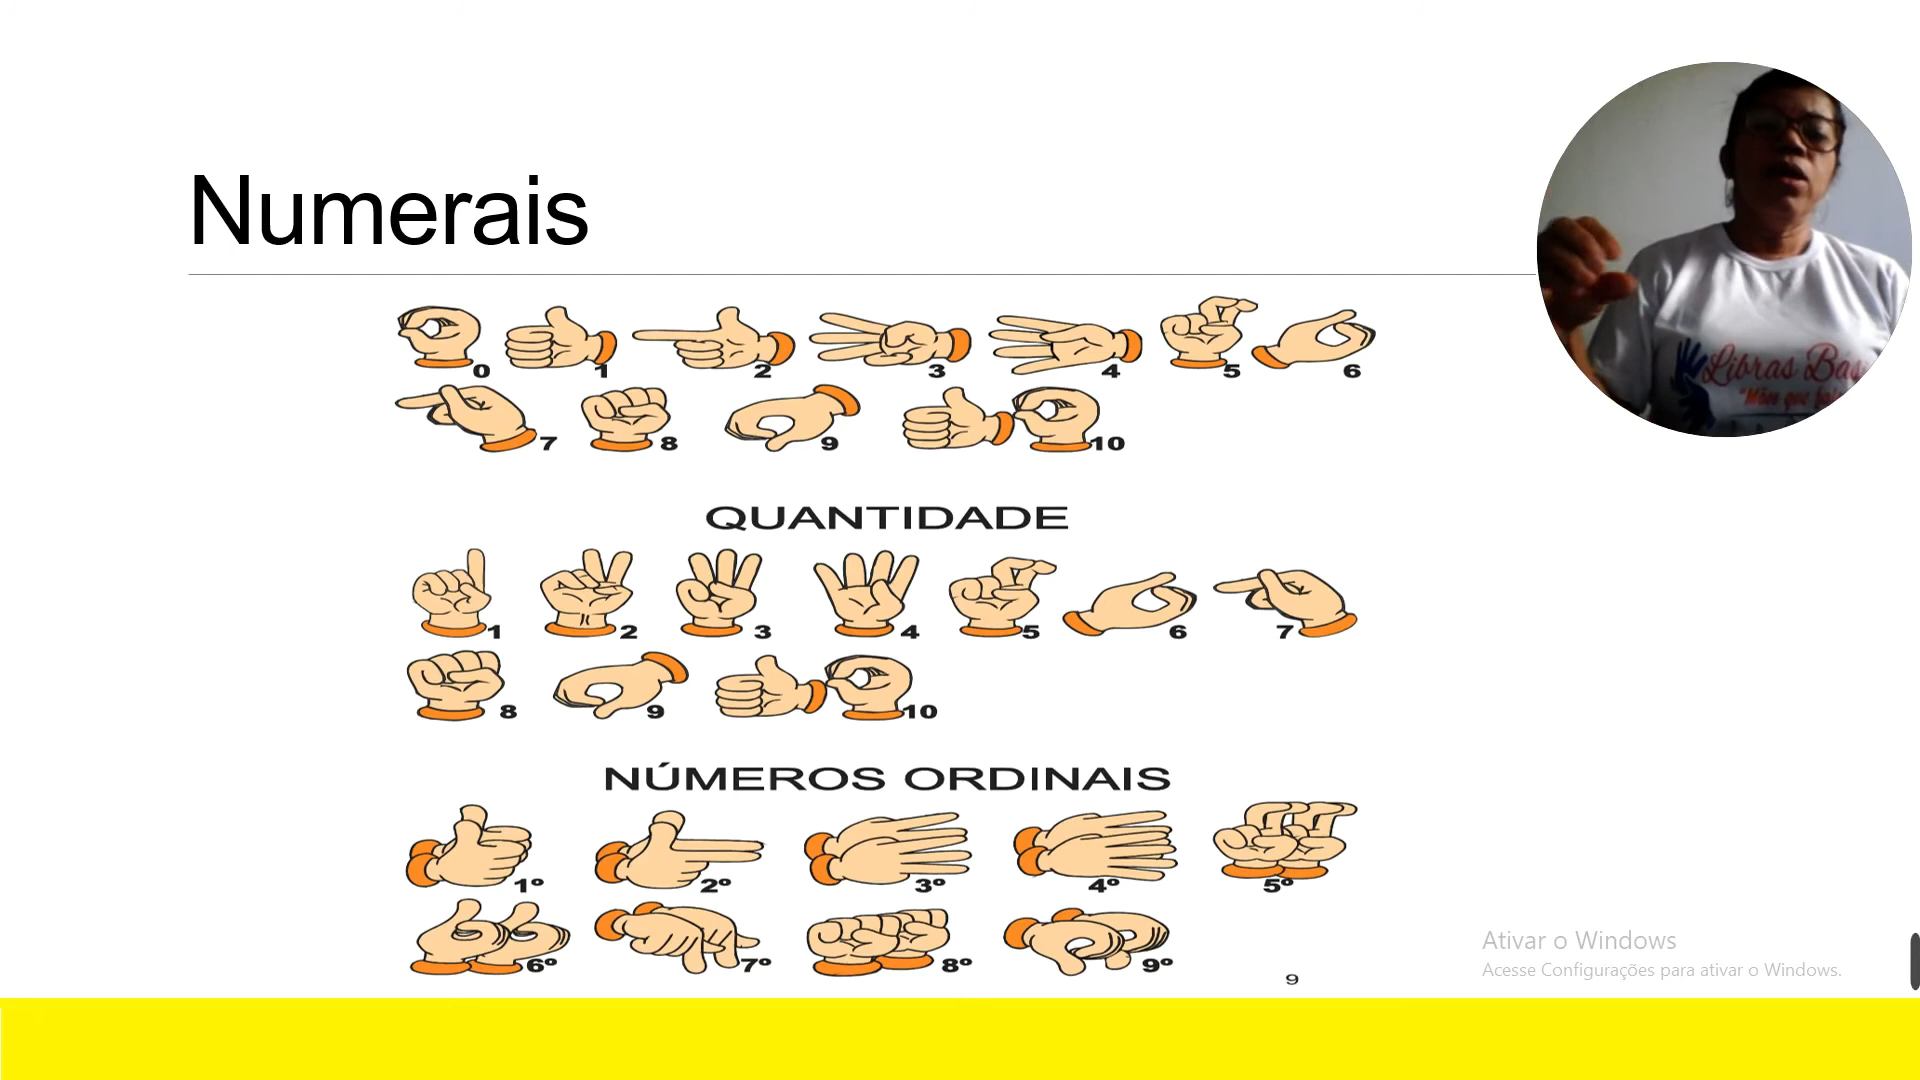 Numerais
0 1 2 3 4 5 6
7 8 9 10
QUANTIDADE
1 2 3 4 5 6 7
8 9 10
NÚMEROS ORDINAIS
1º 2º 3º 4º 5º
6º 7º 8º 9º
9
Libras
"Mãos que
Ativar o Windows
Acesse Configurações para ativar o Windows.